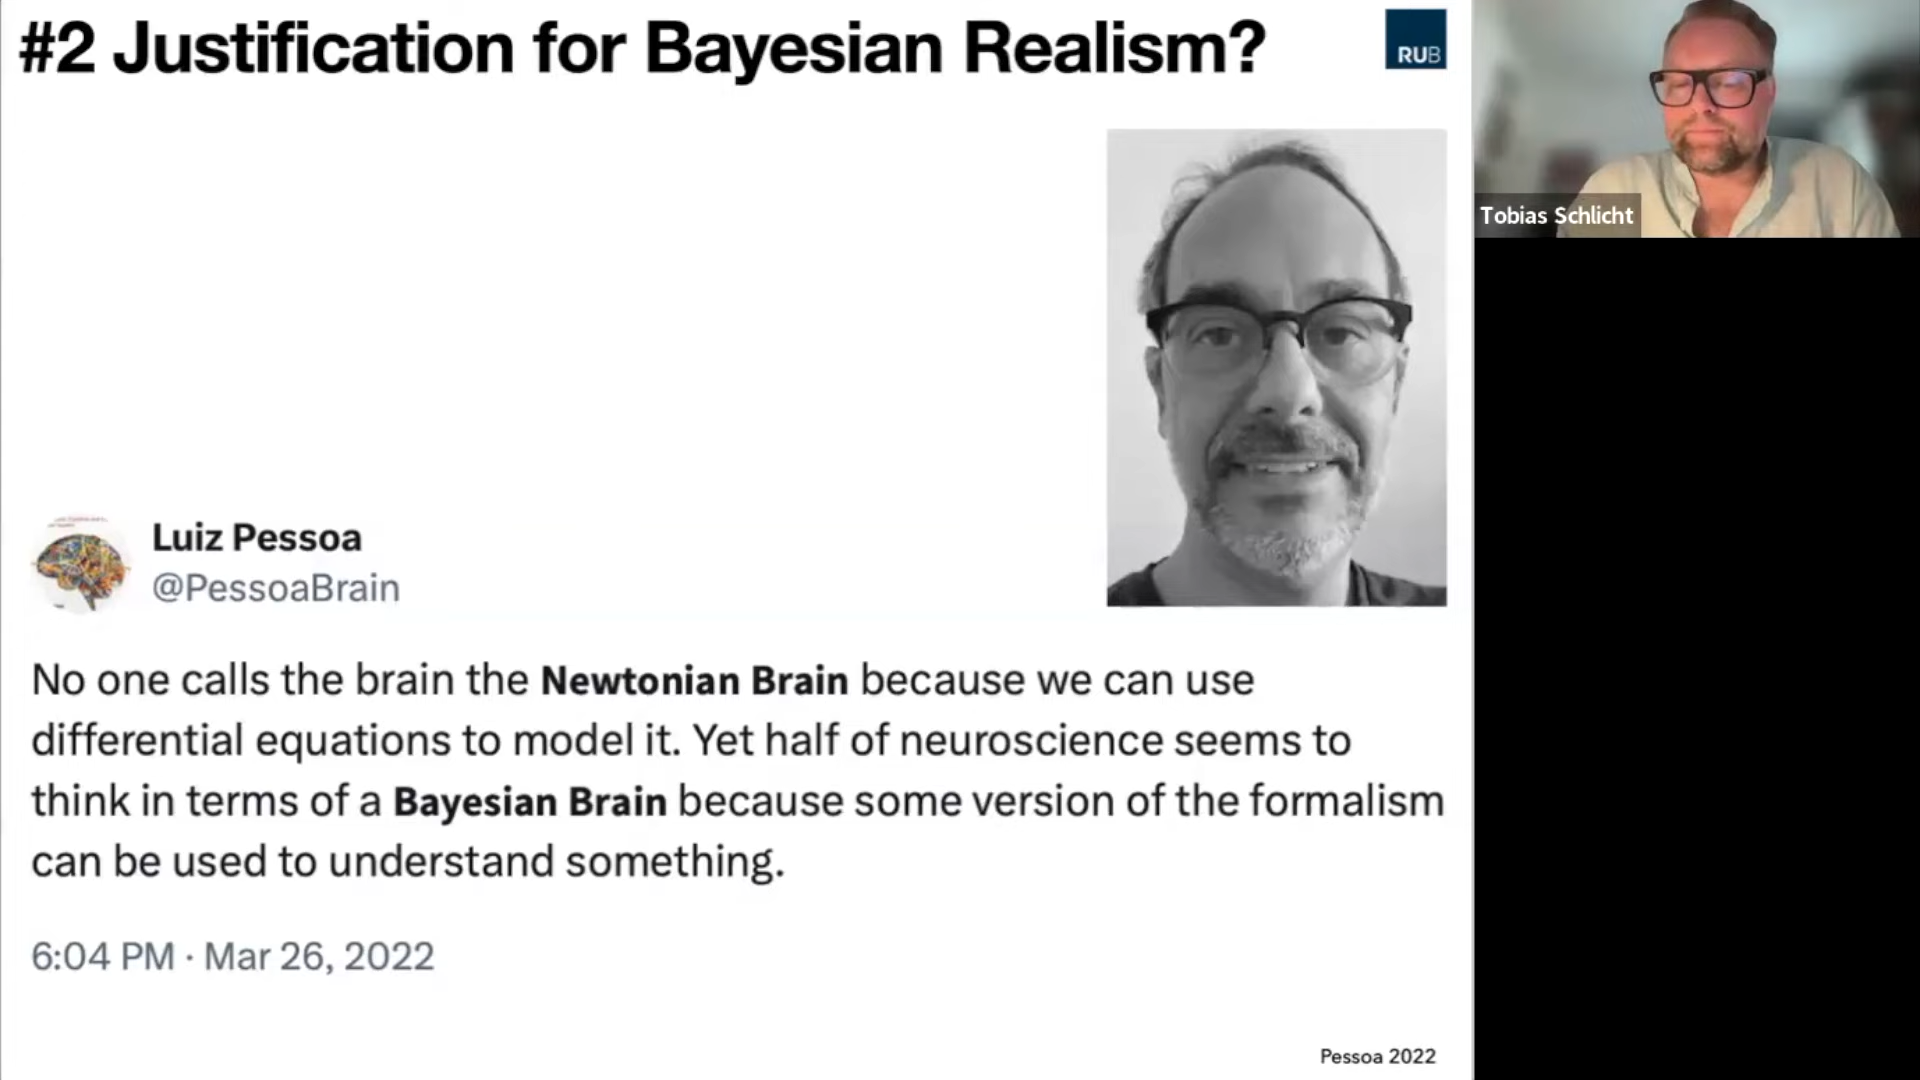 #2 Justification for Bayesian Realism?
RUB
Tobias Schlicht
Luiz Pessoa
@PessoaBrain
No one calls the brain the Newtonian Brain because we can use
differential equations to model it. Yet half of neuroscience seems to
think in terms of a Bayesian Brain because some version of the formalism
can be used to understand something.
6:04 PM · Mar 26, 2022
Pessoa 2022